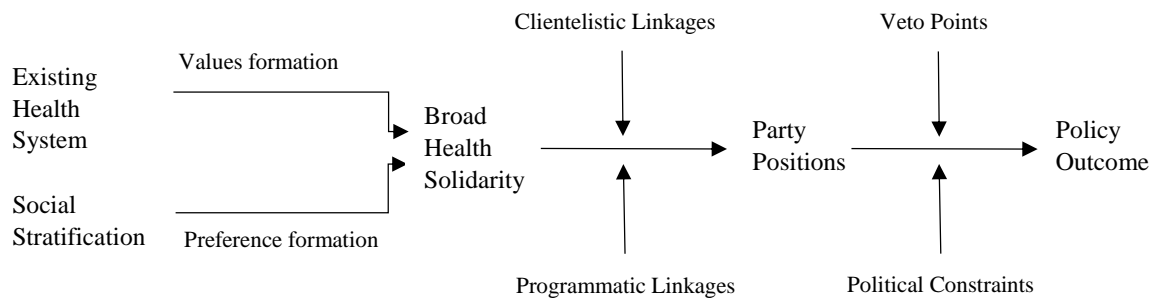 Clientelistic Linkages
Veto Points
Values formation
Existing
Health
System
Broad
Health
Solidarity
Party
Positions
Policy
Outcome
Social
Stratification
Preference formation
Programmatic Linkages
Political Constraints